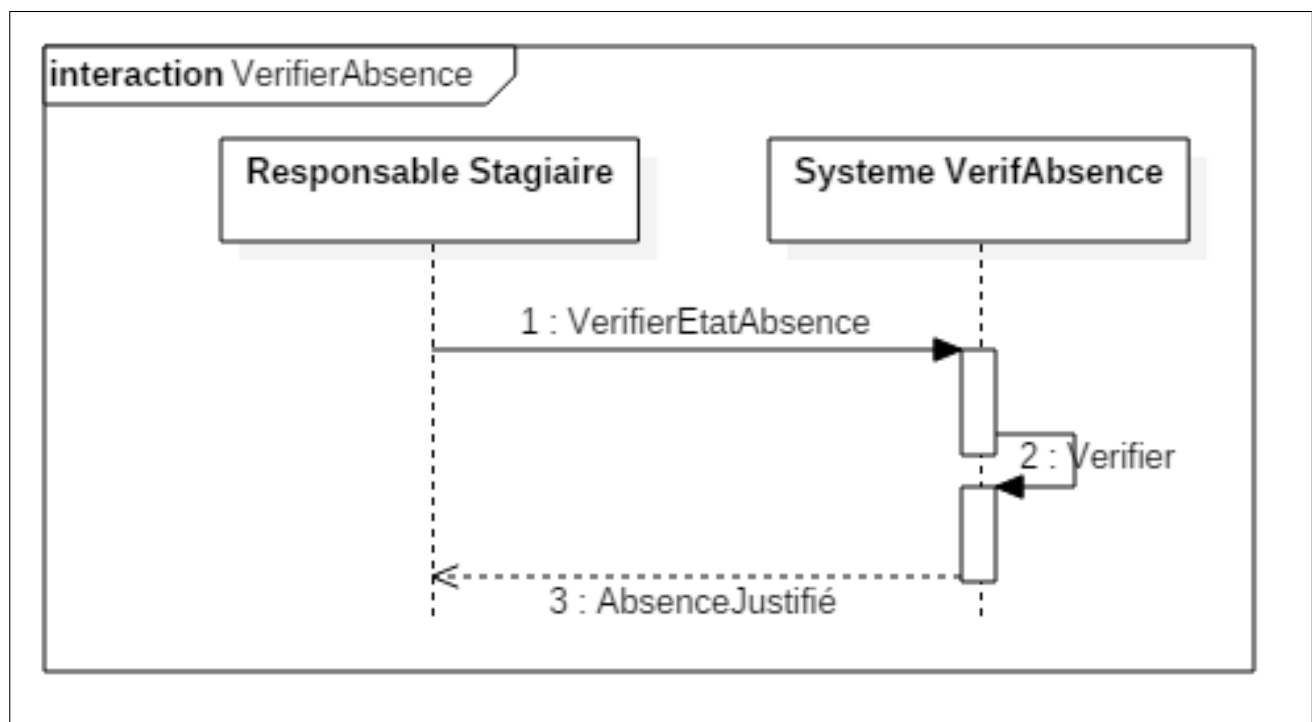 interaction VerifierAbsence
Responsable Stagiaire
Systeme VerifAbsence
1 : VerifierEtatAbsence
2 : Verifier
3 : AbsenceJustifié